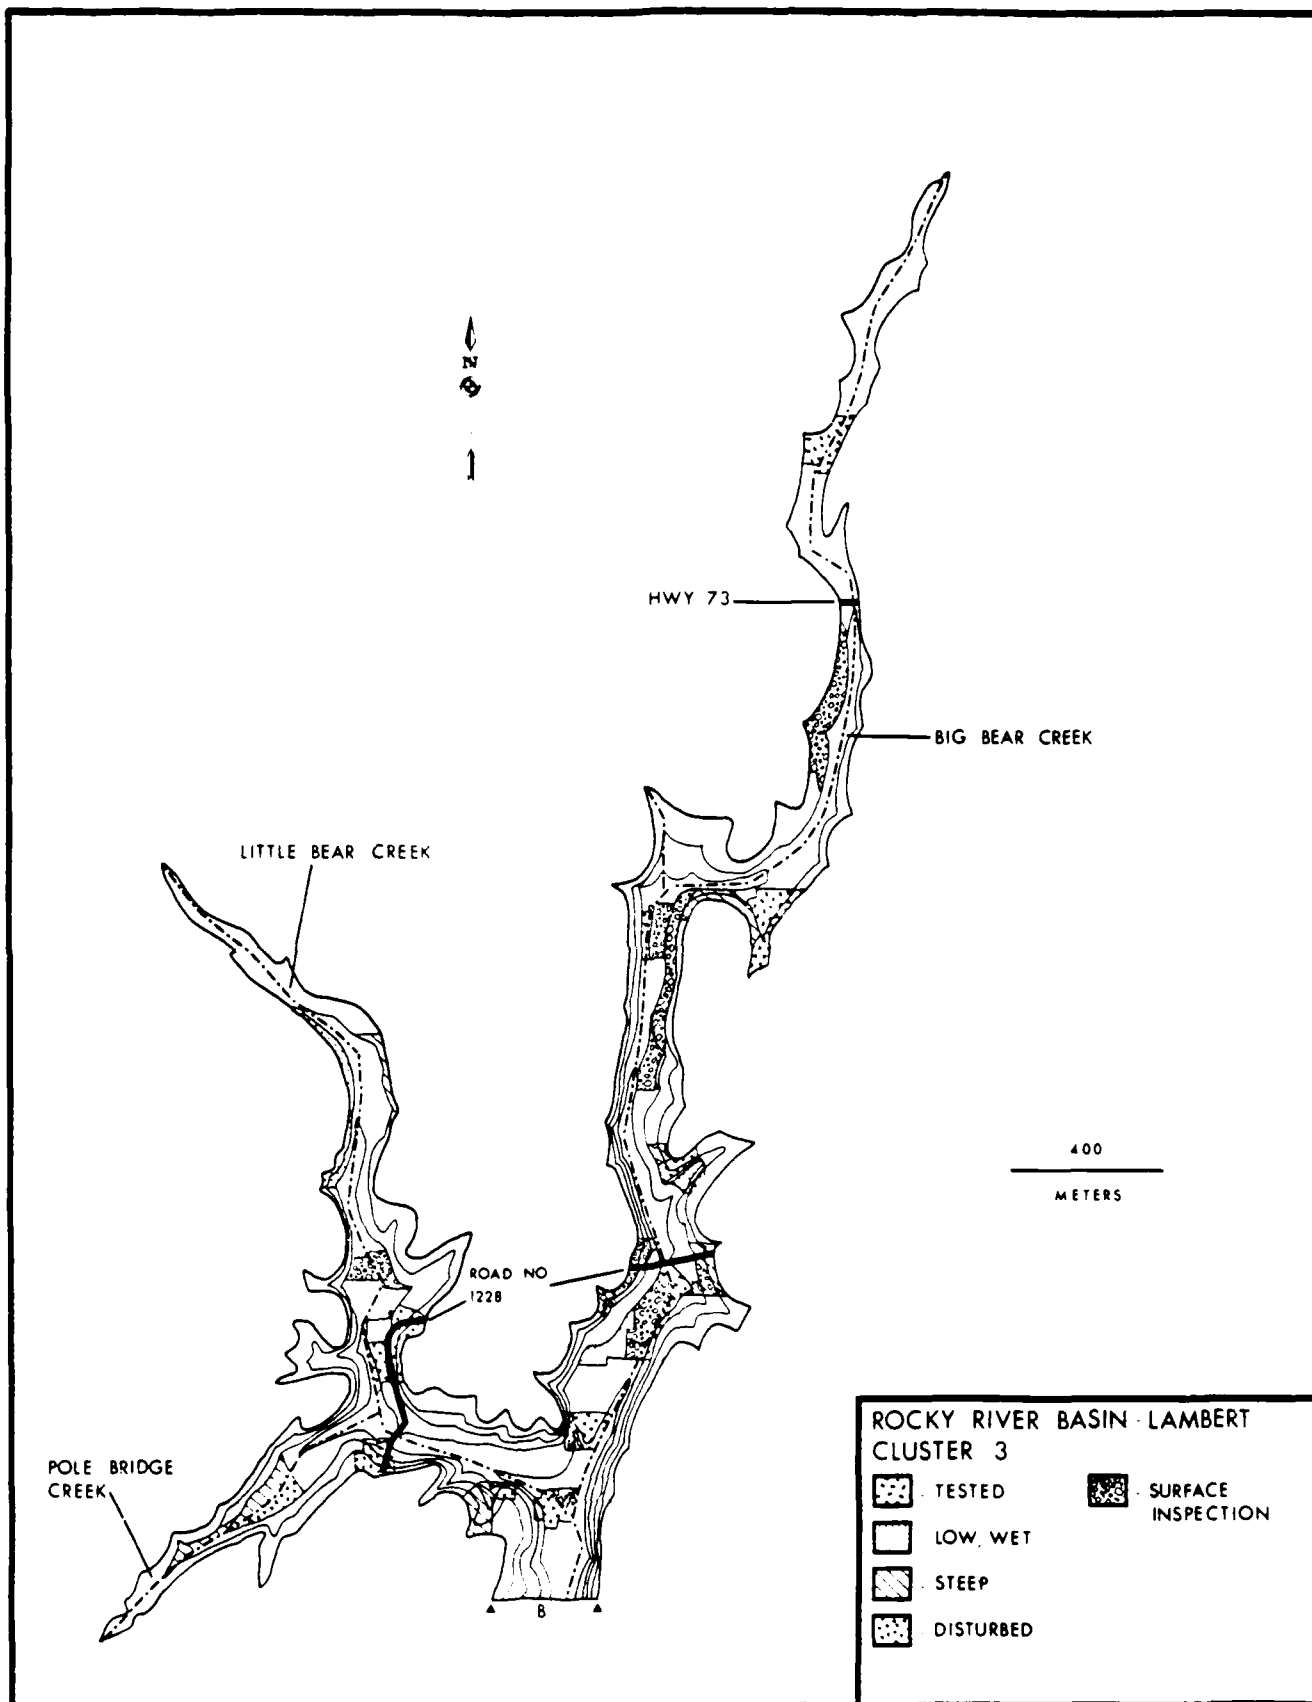 N
HWY 73
BIG BEAR CREEK
LITTLE BEAR CREEK
400
METERS
ROAD NO
1228
POLE BRIDGE
CREEK
B
ROCKY RIVER BASIN - LAMBERT
CLUSTER 3
TESTED
LOW, WET
STEEP
DISTURBED
SURFACE
INSPECTION